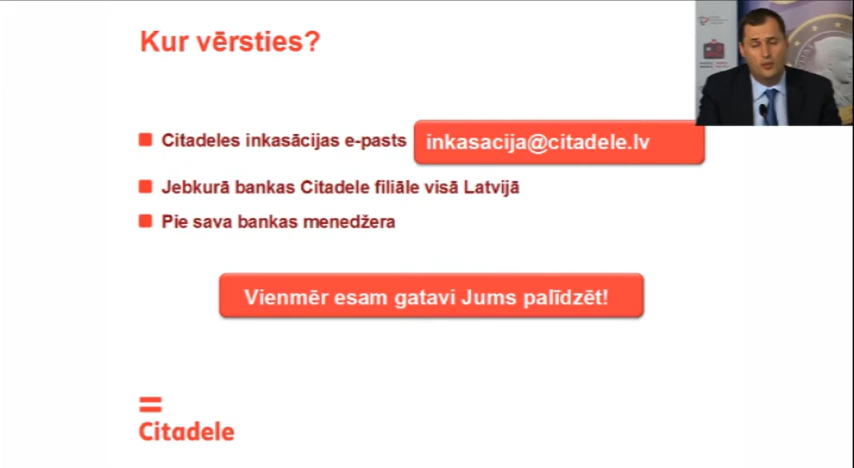 Kur vērsties?
Citadeles inkasācijas e-pasts
inkasacija@citadele.lv
Jebkurā bankas Citadele filiāle visā Latvijā
Pie sava bankas menedžera
Vienmēr esam gatavi Jums palīdzēt!
Citadele